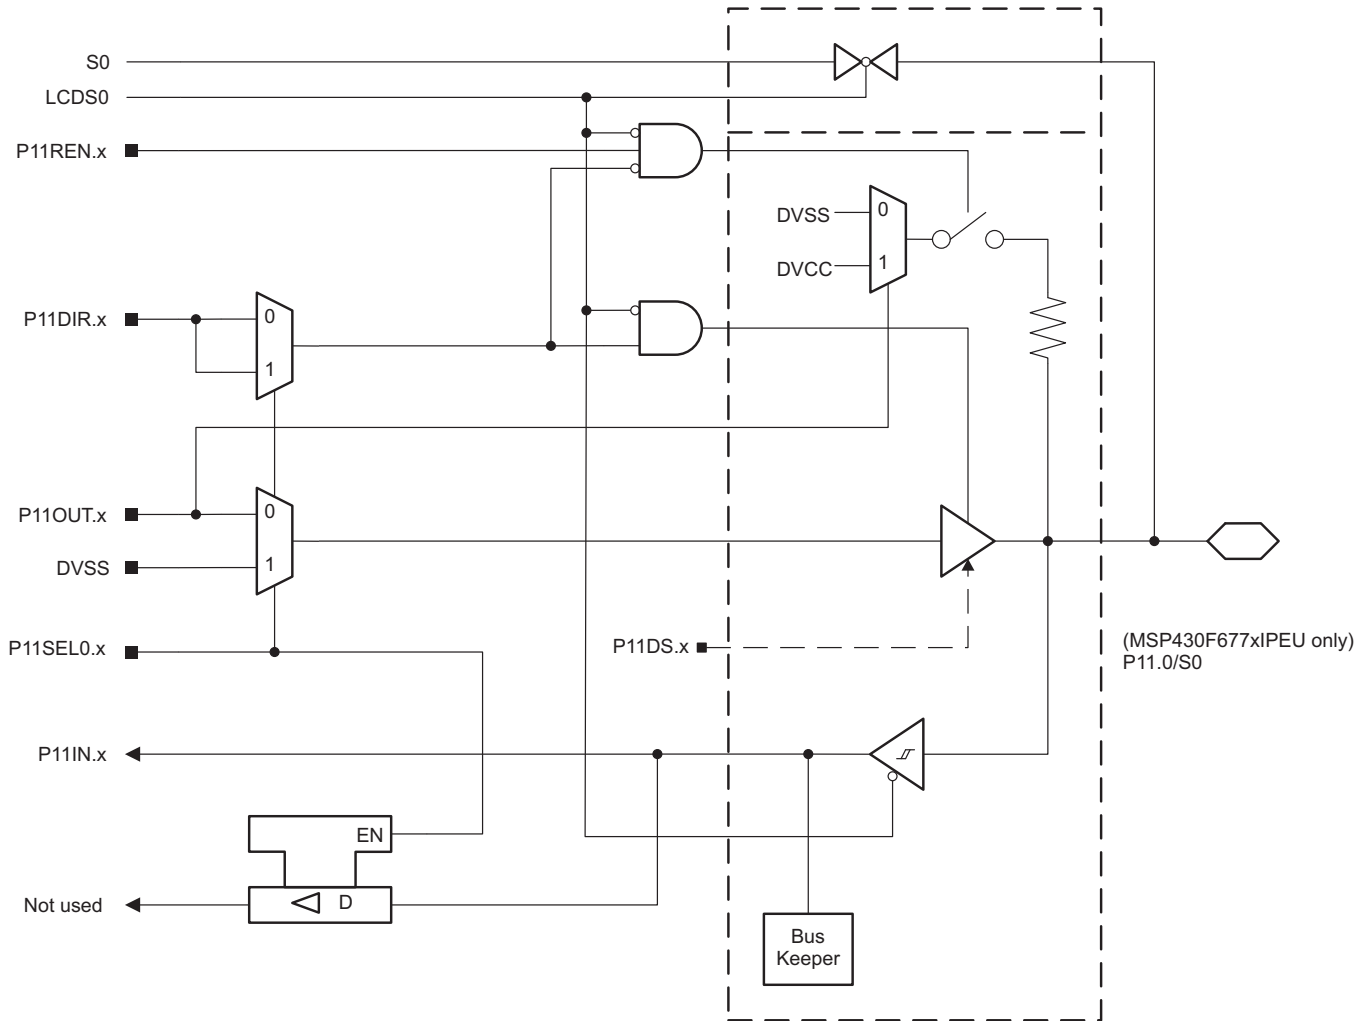 S0
LCDS0
P11REN.x
DVSS
0
DVCC
1
P11DIR.x
0
1
P11OUT.x
0
DVSS
1
P11SEL0.x
P11DS.x
(MSP430F677xIPEU only)
P11.0/S0
P11IN.x
EN
Not used
D
Bus
Keeper